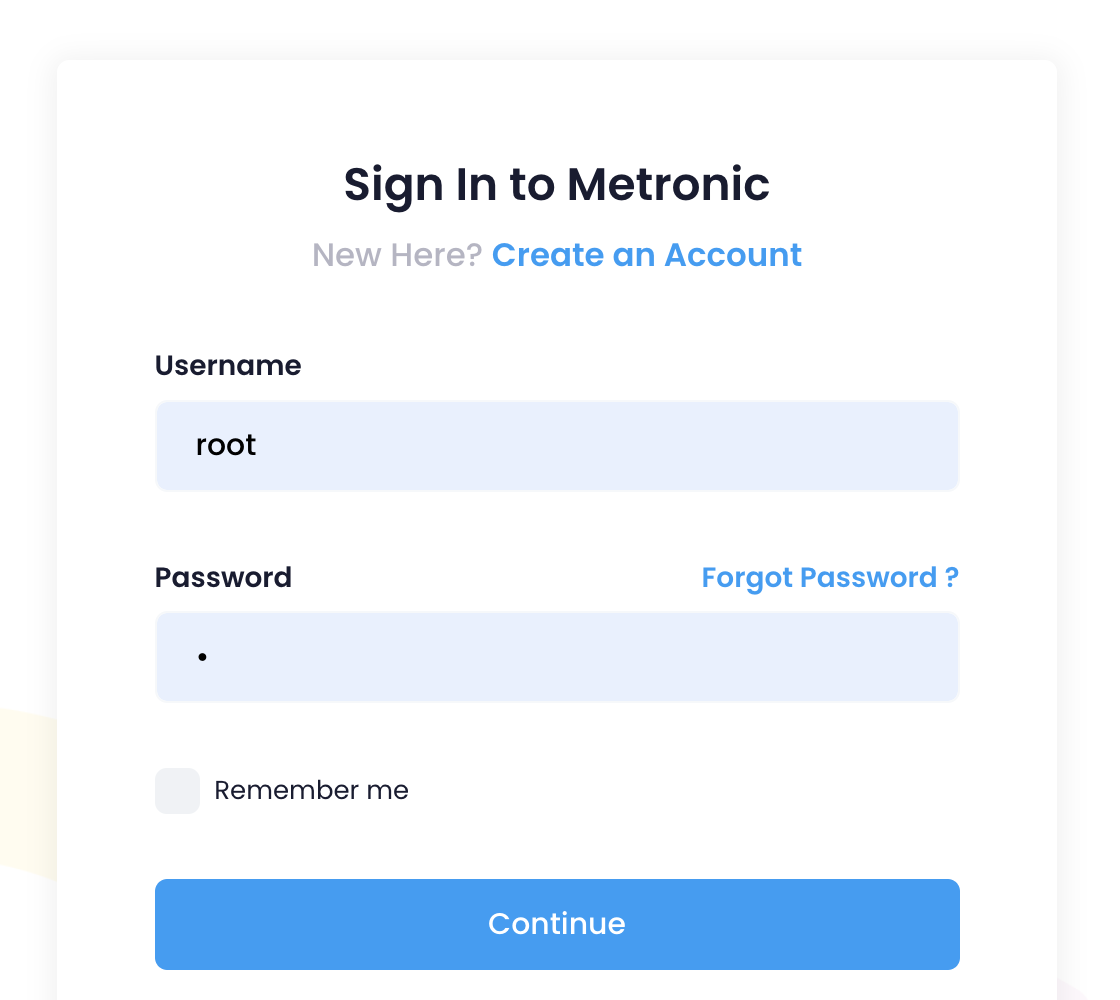 Sign In to Metronic
New Here? Create an Account
Username
root
Password Forgot Password ?
•
Remember me
Continue